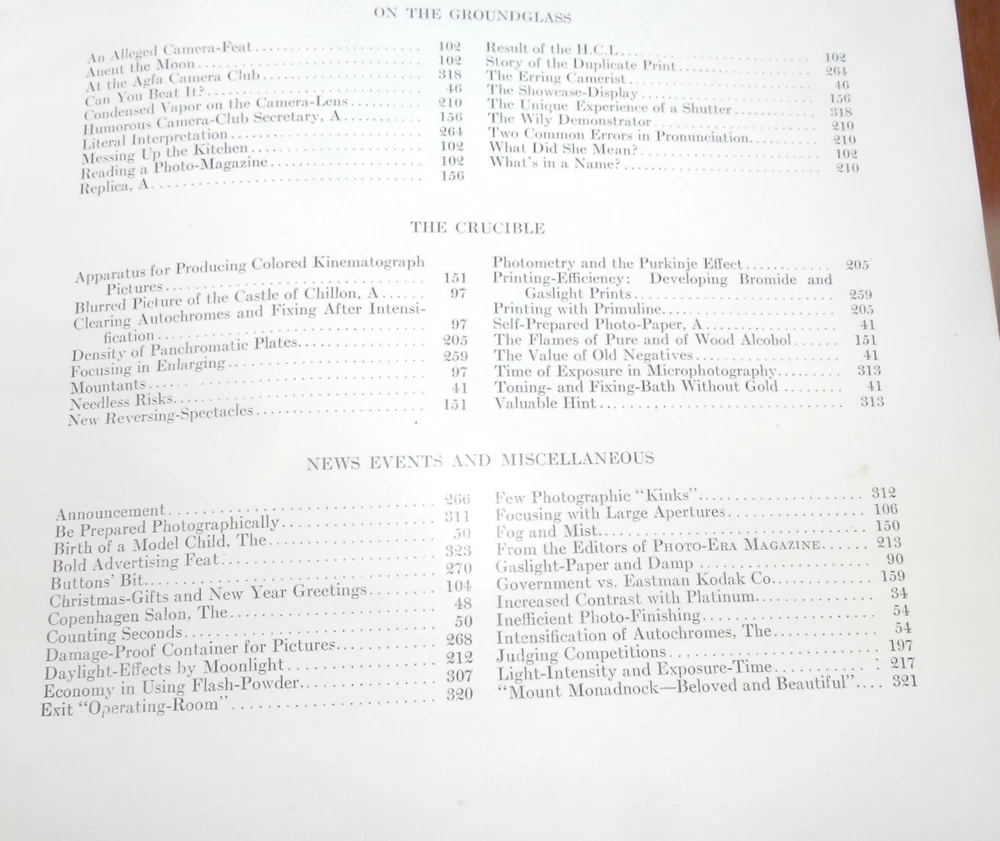 ON THE GROUNDGLASS
An Alleged Camera-Feat.................... 102
Anent the Moon.................... 102
At the Agfa Camera Club.................... 318
Can You Beat It?.................... 46
Condensed Vapor on the Camera-Lens.......... 210
Humorous Camera-Club Secretary, A.......... 156
Literal Interpretation.................... 264
Messing Up the Kitchen.................... 102
Reading a Photo-Magazine.................... 102
Replica, A.................... 156
Result of the H.C.L.................... 102
Story of the Duplicate Print.................... 264
The Erring Camerist.................... 46
The Showcase-Display.................... 156
The Unique Experience of a Shutter............ 318
The Wily Demonstrator.................... 210
Two Common Errors in Pronunciation.......... 210
What Did She Mean?.................... 102
What's in a Name?.................... 210
THE CRUCIBLE
Apparatus for Producing Colored Kinematograph
Pictures.................... 151
Blurred Picture of the Castle of Chillon, A...... 97
Clearing Autochromes and Fixing After Intensi-
fication.................... 97
Density of Panchromatic Plates.................... 205
Focusing in Enlarging.................... 259
Mountants.................... 97
Needless Risks.................... 41
New Reversing-Spectacles.................... 151
Photometry and the Purkinje Effect............ 205
Printing-Efficiency: Developing Bromide and
Gaslight Prints.................... 259
Printing with Primuline.................... 205
Self-Prepared Photo-Paper, A.................... 41
The Flames of Pure and of Wood Alcohol...... 151
The Value of Old Negatives.................... 41
Time of Exposure in Microphotography......... 313
Toning- and Fixing-Bath Without Gold ........ 41
Valuable Hint.................... 313
NEWS EVENTS AND MISCELLANEOUS
Announcement.................... 266
Be Prepared Photographically.................... 311
Birth of a Model Child, The.................... 50
Bold Advertising Feat.................... 323
Buttons' Bit.................... 270
Christmas-Gifts and New Year Greetings........ 104
Copenhagen Salon, The.................... 48
Counting Seconds.................... 50
Damage-Proof Container for Pictures............ 268
Daylight-Effects by Moonlight.................... 212
Economy in Using Flash-Powder................ 307
Exit "Operating-Room".................... 320
Few Photographic "Kinks".................... 312
Focusing with Large Apertures................ 106
Fog and Mist.................... 150
From the Editors of PHOTO-ERA MAGAZINE...... 213
Gaslight-Paper and Damp .................... 90
Government vs. Eastman Kodak Co............. 159
Increased Contrast with Platinum............... 34
Inefficient Photo-Finishing.................... 54
Intensification of Autochromes, The............. 54
Judging Competitions.................... 197
Light-Intensity and Exposure-Time............ 217
"Mount Monadnock—Beloved and Beautiful".... 321